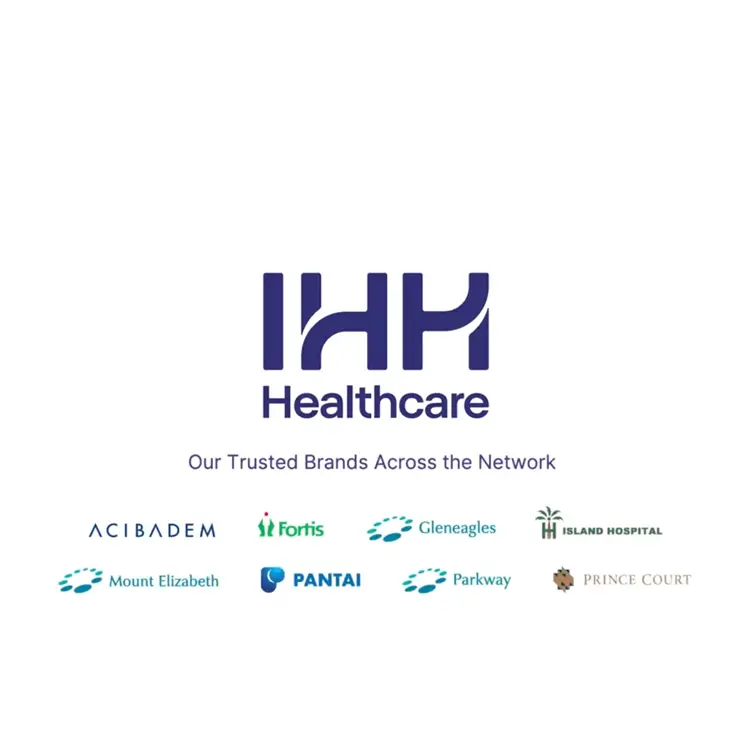 IHH
Healthcare
Our Trusted Brands Across the Network
ACIBADEM
Fortis
Gleneagles
ISLAND HOSPITAL
Mount Elizabeth
PANTAI
Parkway
PRINCE COURT